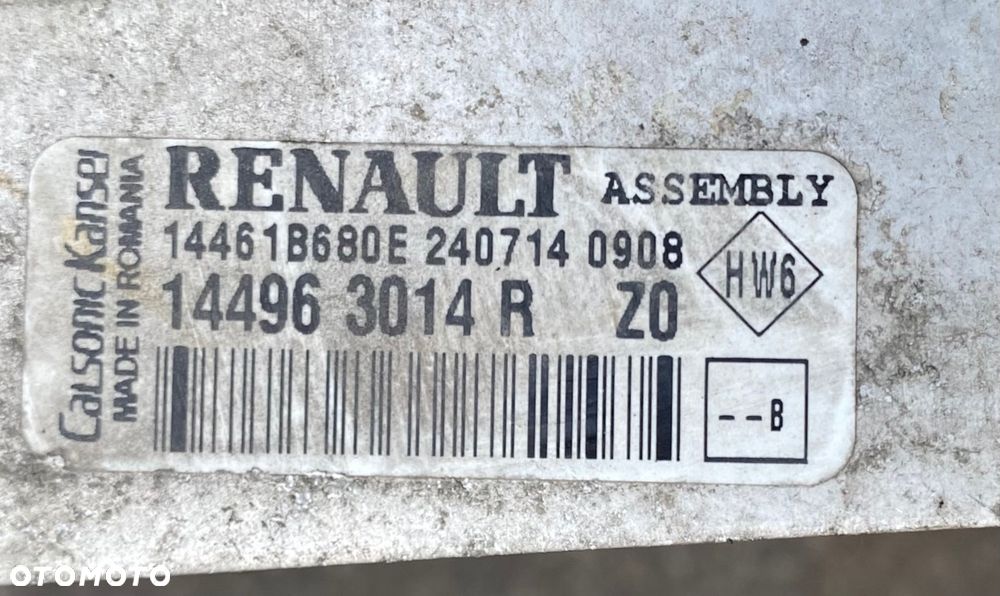 Calsonic Kansei
MADE IN ROMANIA
RENAULT ASSEMBLY
14461B680E 240714 0908
14496 3014 R Z0
HW6
--B
OTOMOTO